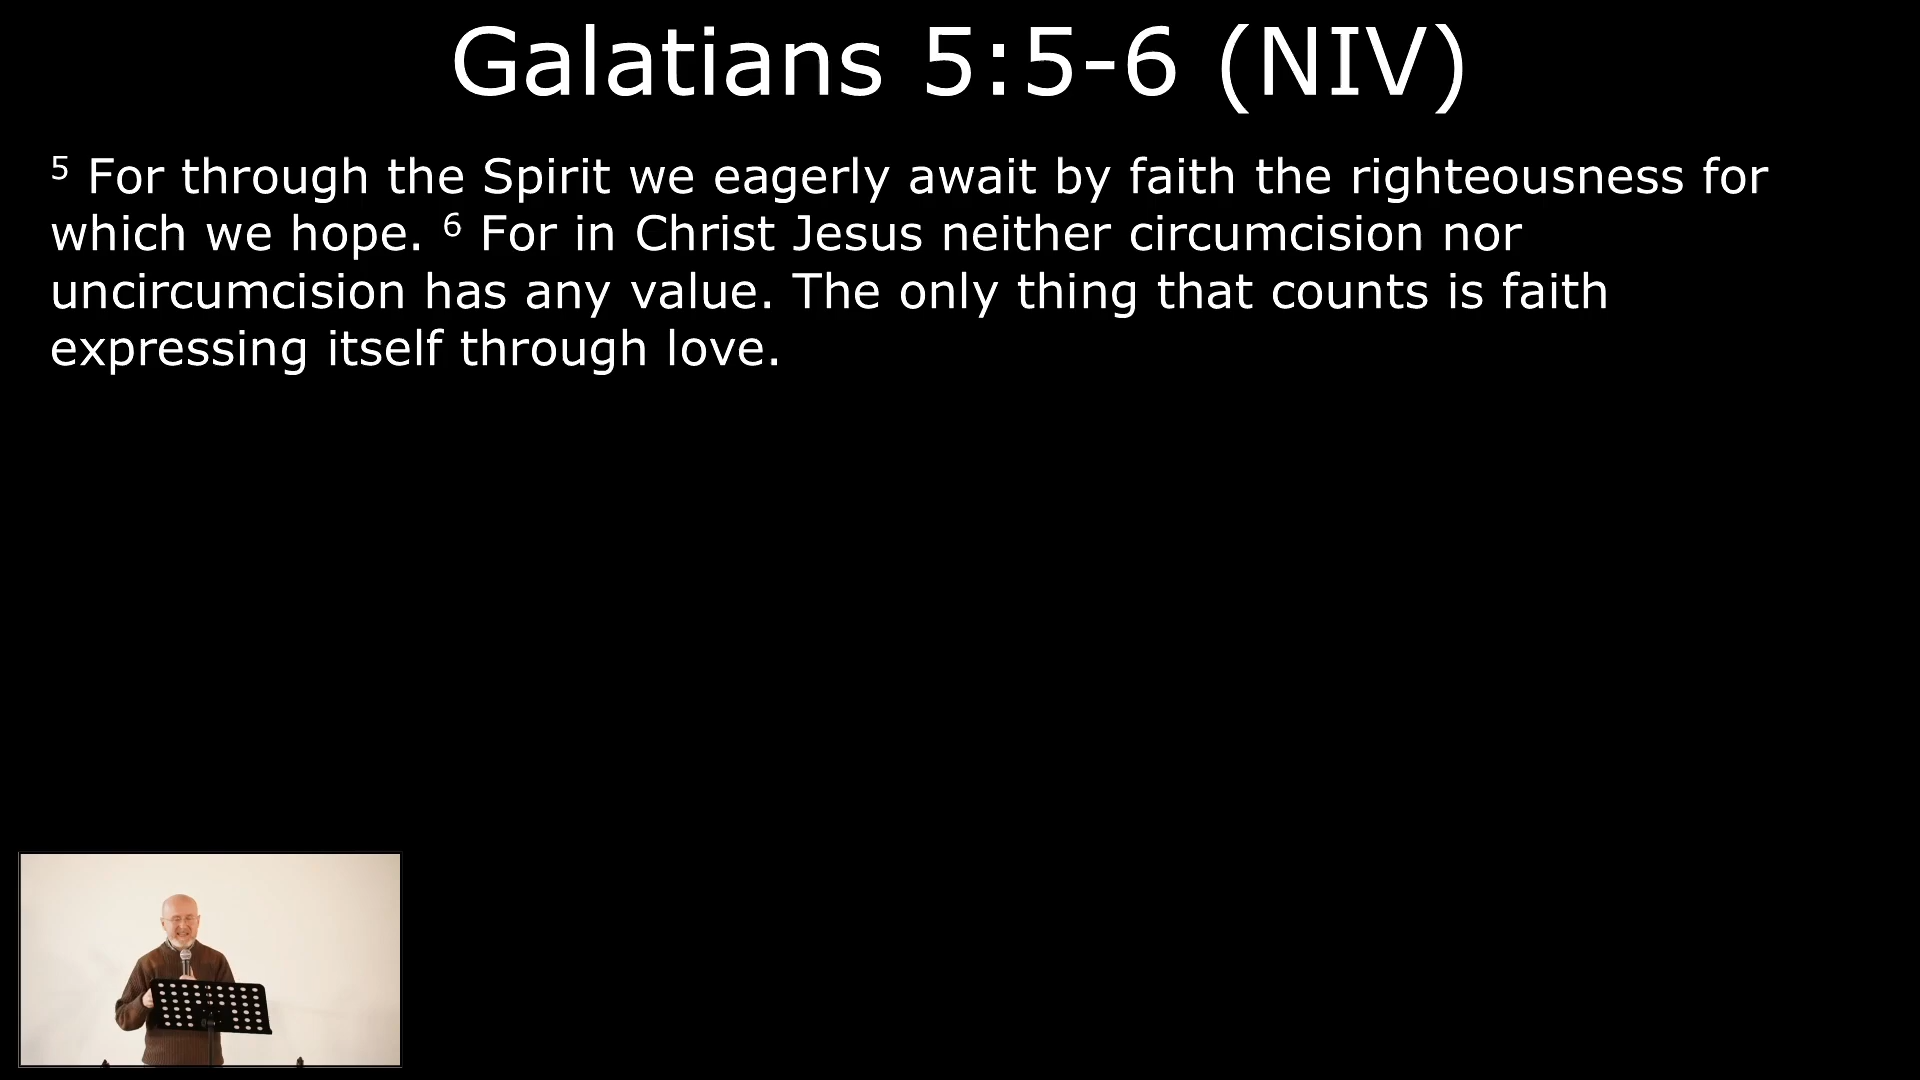 Galatians 5:5-6 (NIV)
5 For through the Spirit we eagerly await by faith the righteousness for
which we hope. 6 For in Christ Jesus neither circumcision nor
uncircumcision has any value. The only thing that counts is faith
expressing itself through love.